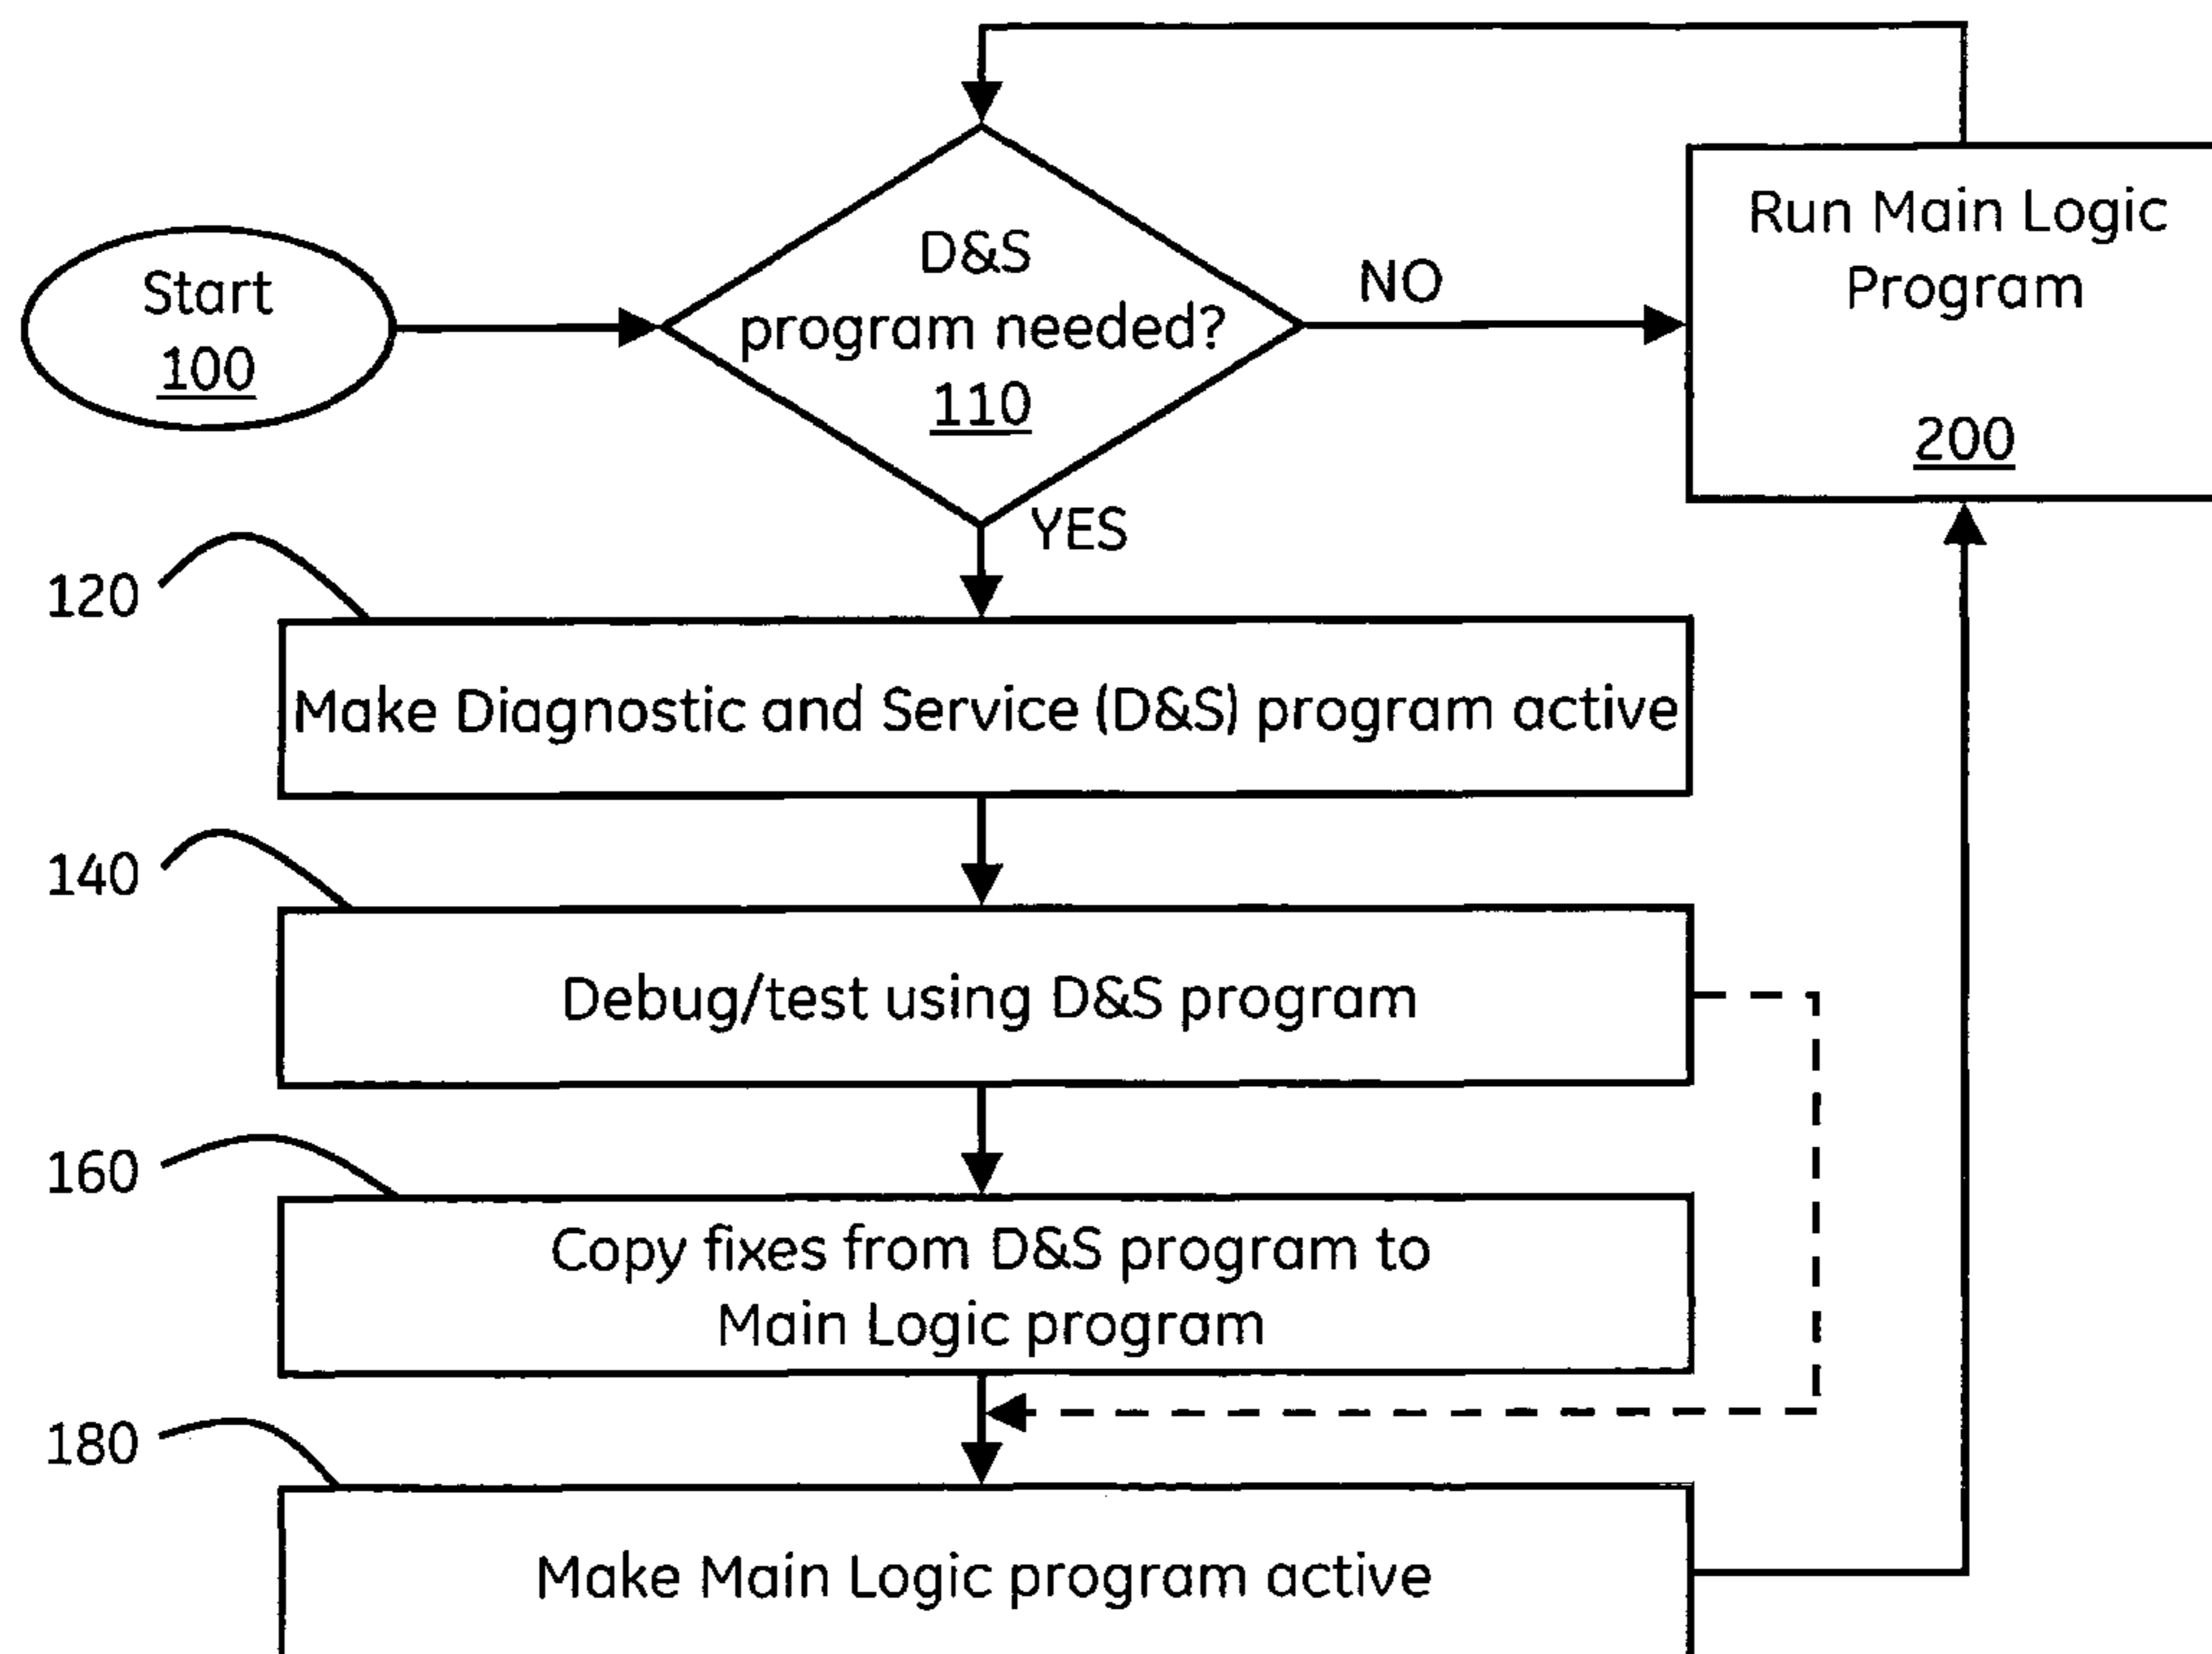 Start
100
D&S
program needed?
110
NO
YES
Run Main Logic
Program
200
120
Make Diagnostic and Service (D&S) program active
140
Debug/test using D&S program
160
Copy fixes from D&S program to
Main Logic program
180
Make Main Logic program active